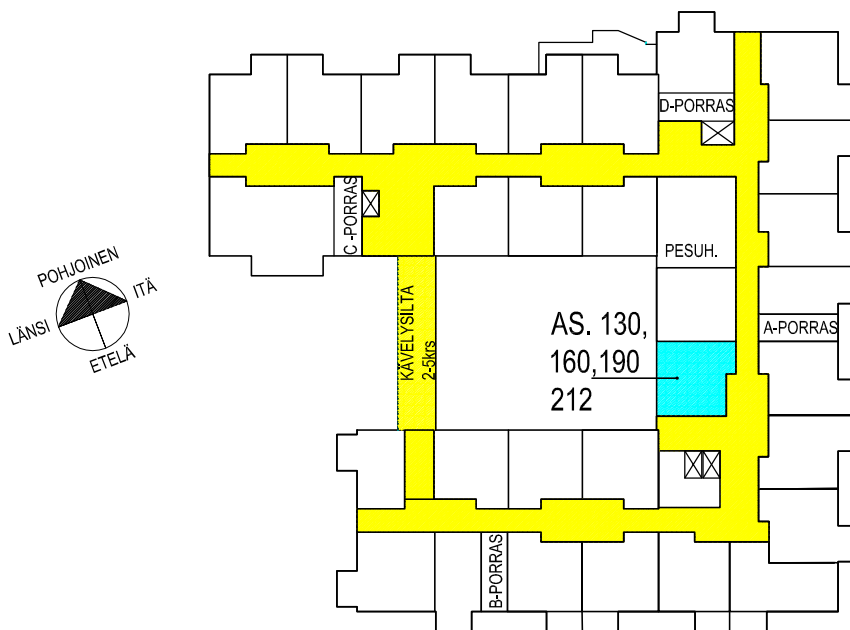 D-PORRAS
C-PORRAS
PESUH.
POHJOINEN
ITÄ
LÄNSI
ETELÄ
KÄVELYSILTA
2-5krs
AS. 130,
160,190
212
A-PORRAS
B-PORRAS